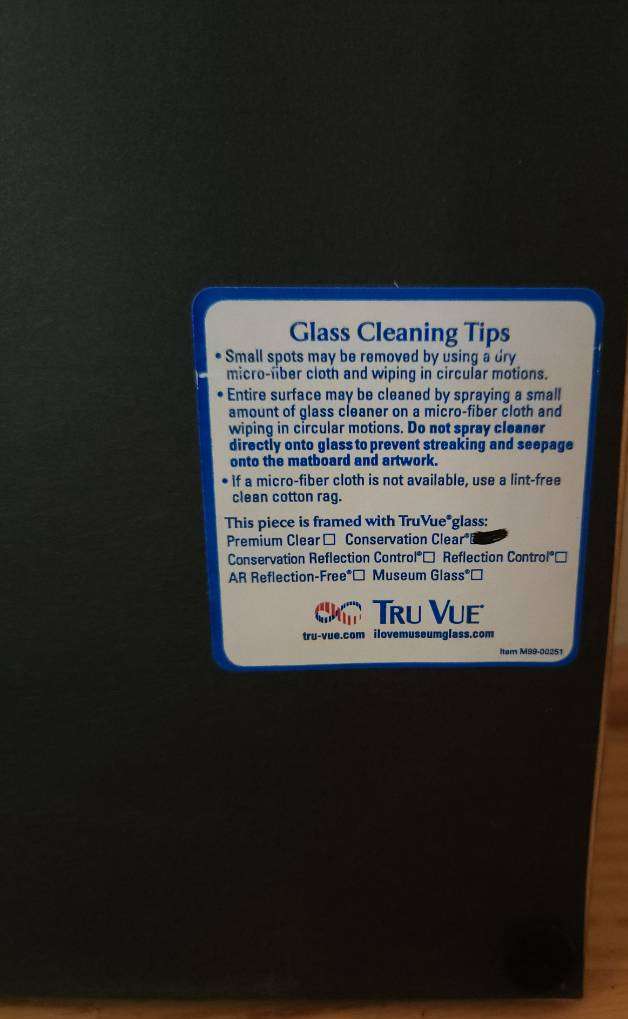 Glass Cleaning Tips
• Small spots may be removed by using a dry
micro-fiber cloth and wiping in circular motions.
• Entire surface may be cleaned by spraying a small
amount of glass cleaner on a micro-fiber cloth and
wiping in circular motions. Do not spray cleaner
directly onto glass to prevent streaking and seepage
onto the matboard and artwork.
• If a micro-fiber cloth is not available, use a lint-free
clean cotton rag.
This piece is framed with Tru Vue® glass:
Premium Clear ☐ Conservation Clear®
Conservation Reflection Control® ☐ Reflection Control® ☐
AR Reflection-Free® ☐ Museum Glass® ☐
TRU VUE®
tru-vue.com ilovemuseumglass.com
Item M99-00251